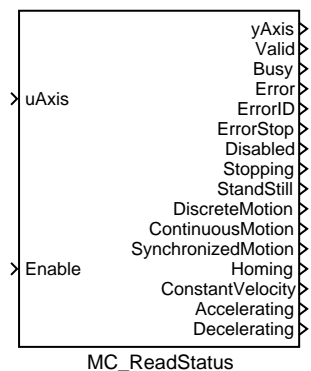 yAxis
Valid
Busy
Error
uAxis
ErrorID
ErrorStop
Disabled
Stopping
StandStill
DiscreteMotion
ContinuousMotion
SynchronizedMotion
Enable
Homing
ConstantVelocity
Accelerating
Decelerating
MC_ReadStatus